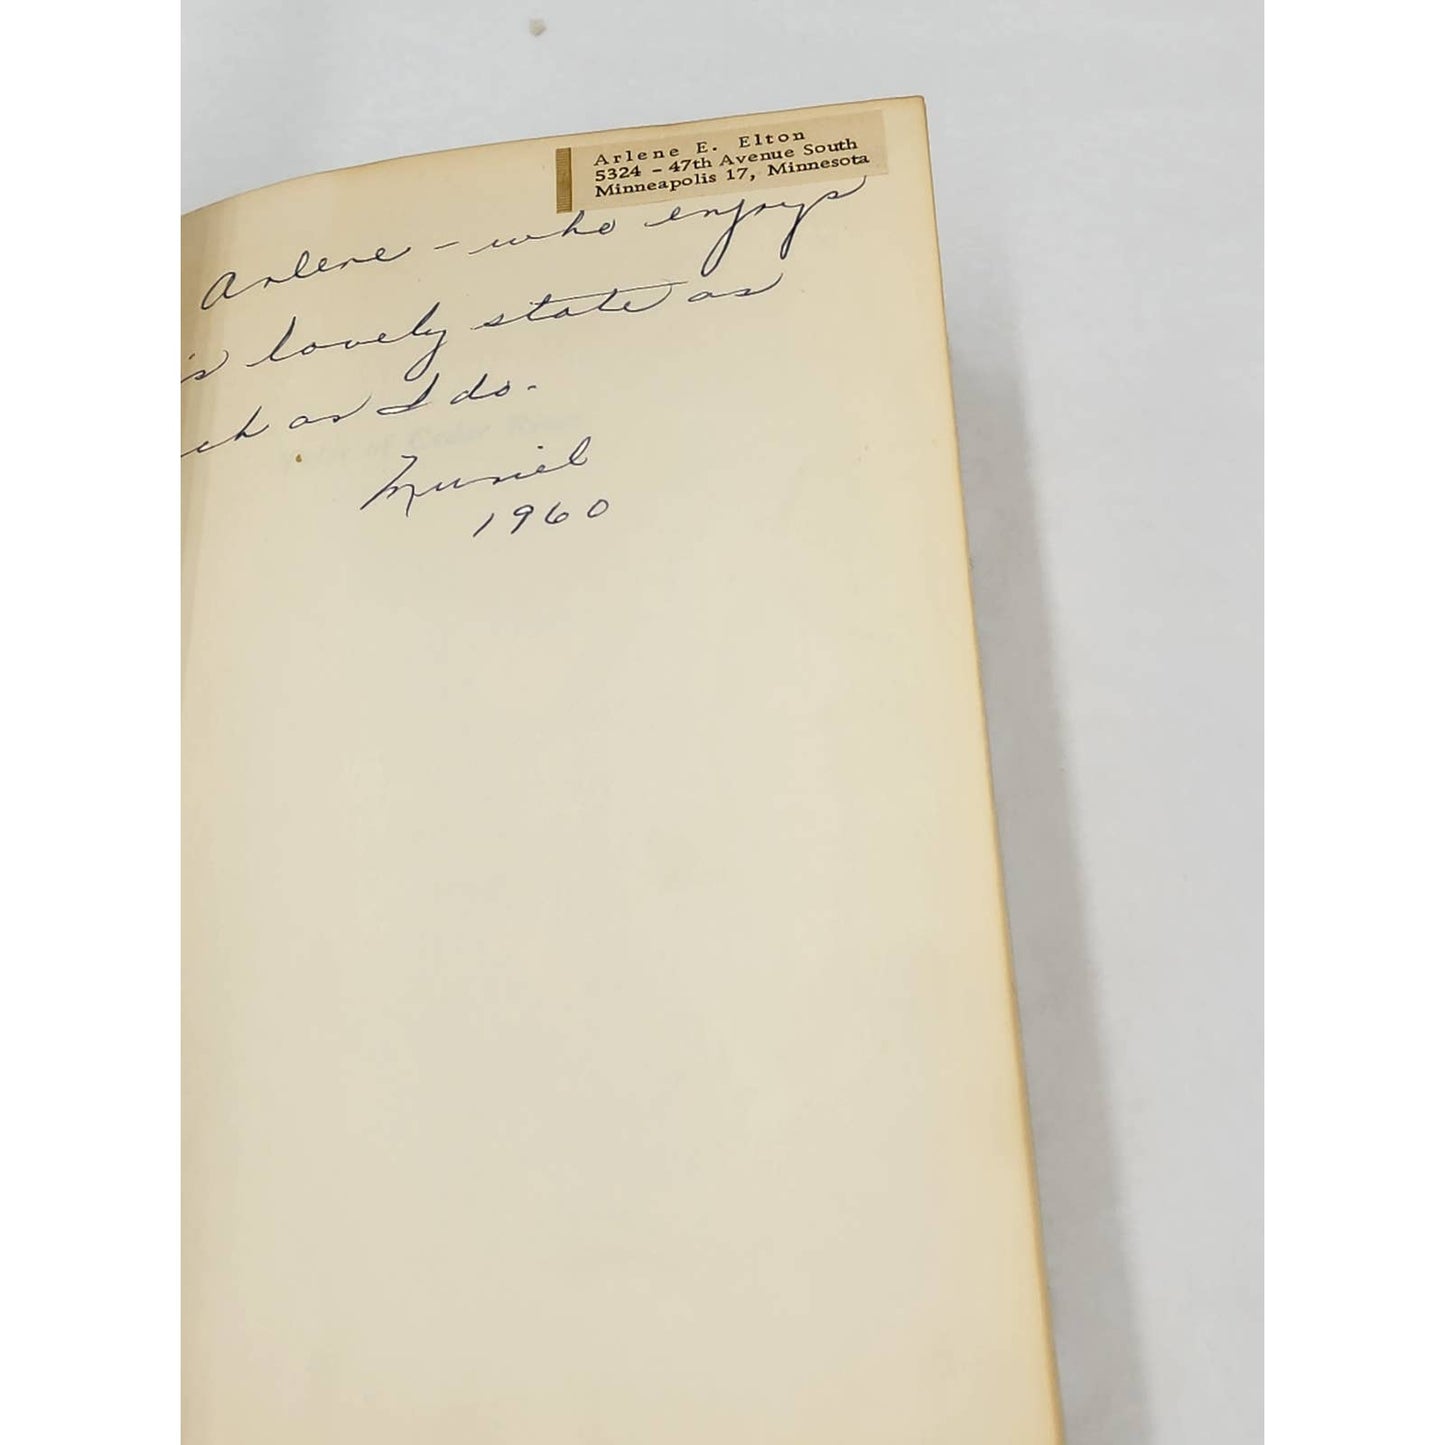 Arlene E. Elton
5324 - 47th Avenue South
Minneapolis 17, Minnesota
Arlene - who enjoys
is lovely state as
ch as I do.
Muriel
1960